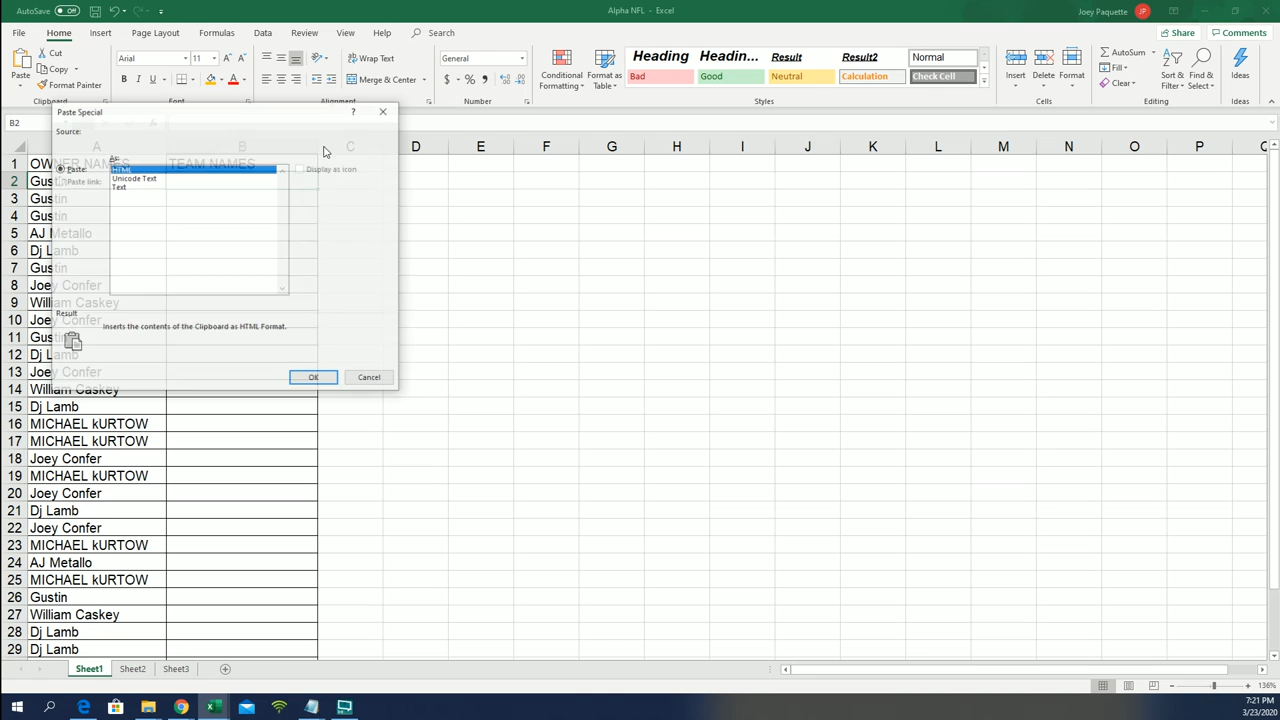 AutoSave Off
Alpha NFL - Excel
Joey Paquette JP
File Home Insert Page Layout Formulas Data Review View Help Search
Share Comments
Paste
Cut
Copy
Format Painter
Clipboard
Arial 11
B I U
Font
Wrap Text
Merge & Center
Alignment
General
$ % ,
Number
Conditional Formatting
Format as Table
Heading Headin... Result Result2 Normal
Bad Good Neutral Calculation Check Cell
Styles
Insert Delete Format
Cells
AutoSum
Fill
Clear
Sort & Filter
Find & Select
Editing
Ideas
Ideas
B2
Paste Special ?
Source:
As:
Paste:
Paste link:
HTML
Unicode Text
Text
Display as icon
Result
Inserts the contents of the Clipboard as HTML Format.
OK Cancel
A B C D E F G H I J K L M N O P
1 OWNER NAMES TEAM NAMES
2 Gustin
3 Gustin
4 Gustin
5 AJ Metallo
6 Dj Lamb
7 Gustin
8 Joey Confer
9 William Caskey
10 Joey Confer
11 Gustin
12 Dj Lamb
13 Joey Confer
14 William Caskey
15 Dj Lamb
16 MICHAEL kURTOW
17 MICHAEL kURTOW
18 Joey Confer
19 MICHAEL kURTOW
20 Joey Confer
21 Dj Lamb
22 Joey Confer
23 MICHAEL kURTOW
24 AJ Metallo
25 MICHAEL kURTOW
26 Gustin
27 William Caskey
28 Dj Lamb
29 Dj Lamb
Sheet1 Sheet2 Sheet3
136%
7:21 PM
3/23/2020